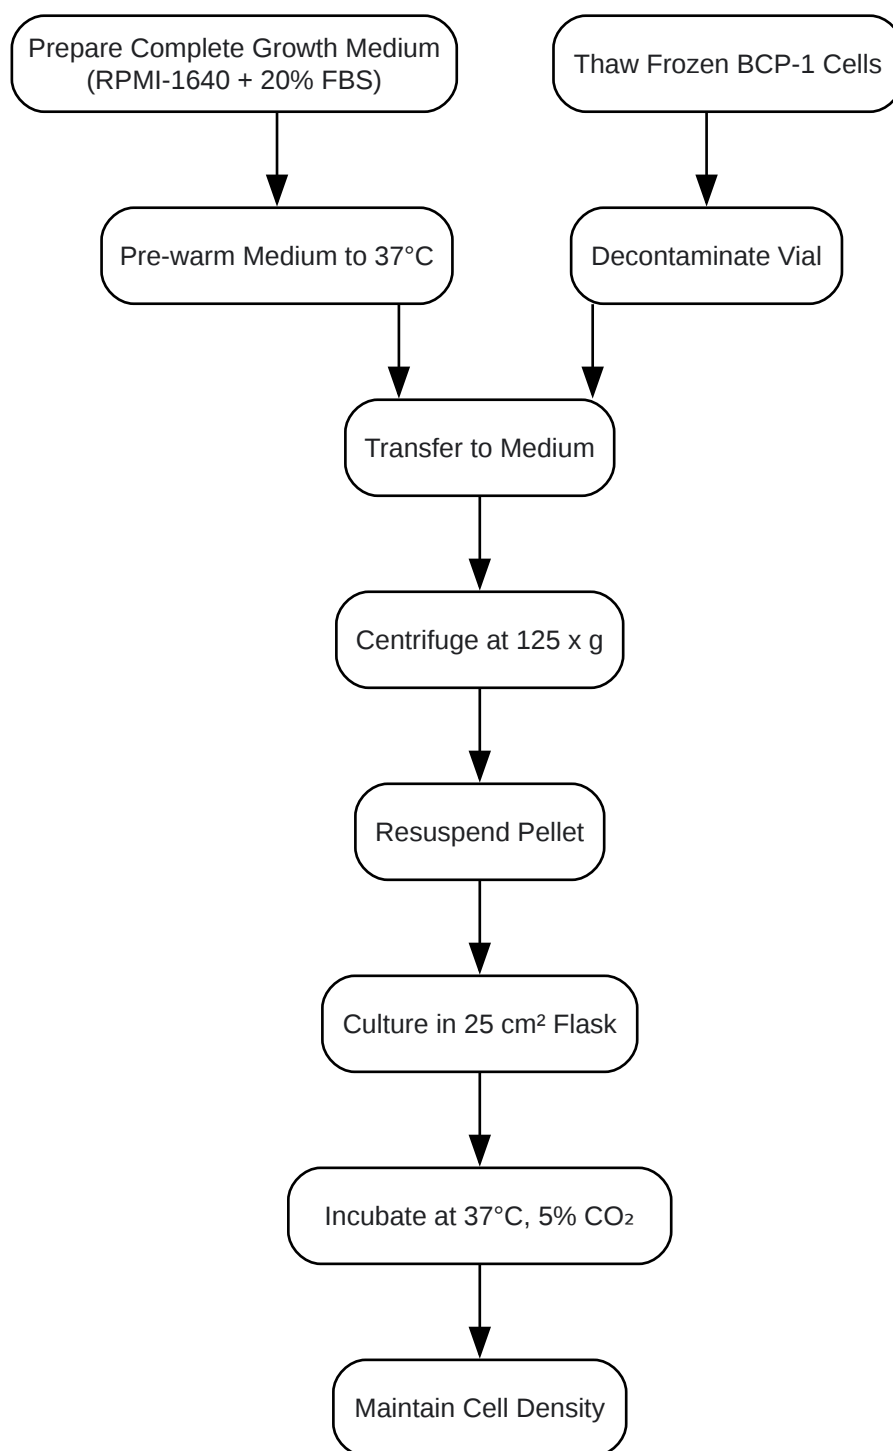 Prepare Complete Growth Medium
(RPMI-1640 + 20% FBS)
Thaw Frozen BCP-1 Cells
Pre-warm Medium to 37°C
Decontaminate Vial
Transfer to Medium
Centrifuge at 125 x g
Resuspend Pellet
Culture in 25 cm² Flask
Incubate at 37°C, 5% CO₂
Maintain Cell Density